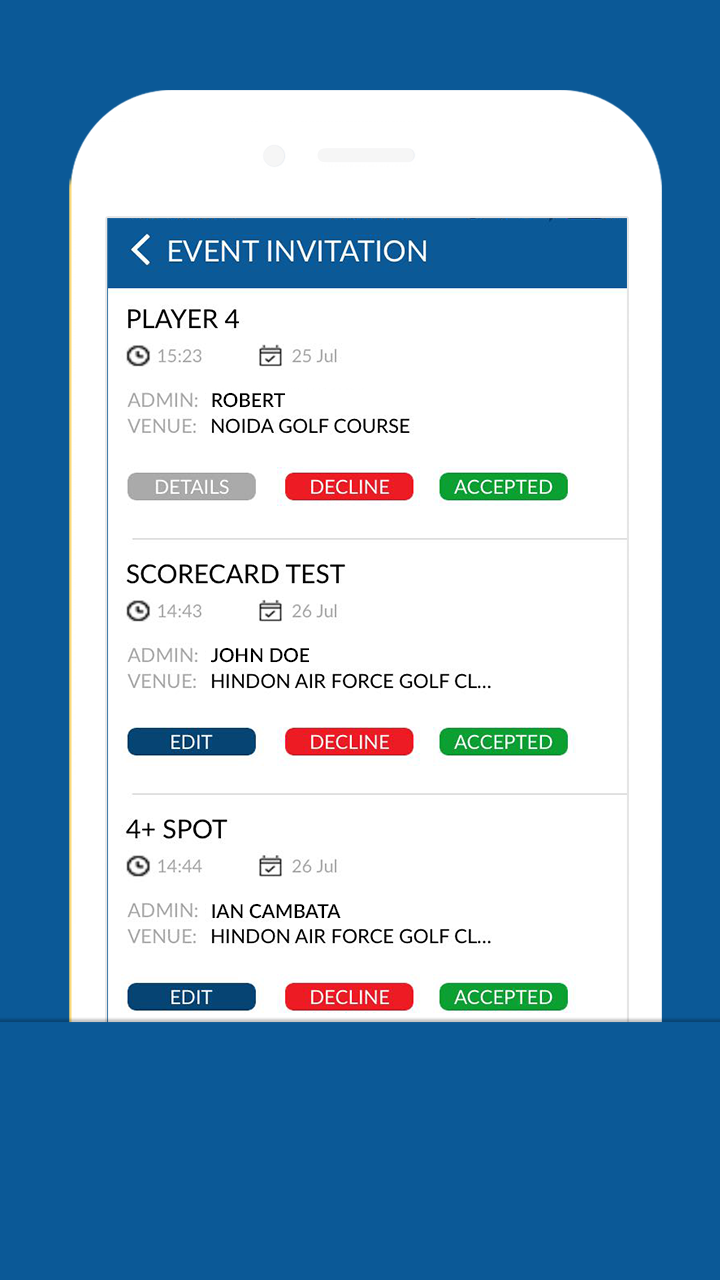 EVENT INVITATION
PLAYER 4
15:23 25 Jul
ADMIN: ROBERT
VENUE: NOIDA GOLF COURSE
DETAILS DECLINE ACCEPTED
SCORECARD TEST
14:43 26 Jul
ADMIN: JOHN DOE
VENUE: HINDON AIR FORCE GOLF CL...
EDIT DECLINE ACCEPTED
4+ SPOT
14:44 26 Jul
ADMIN: IAN CAMBATA
VENUE: HINDON AIR FORCE GOLF CL...
EDIT DECLINE ACCEPTED